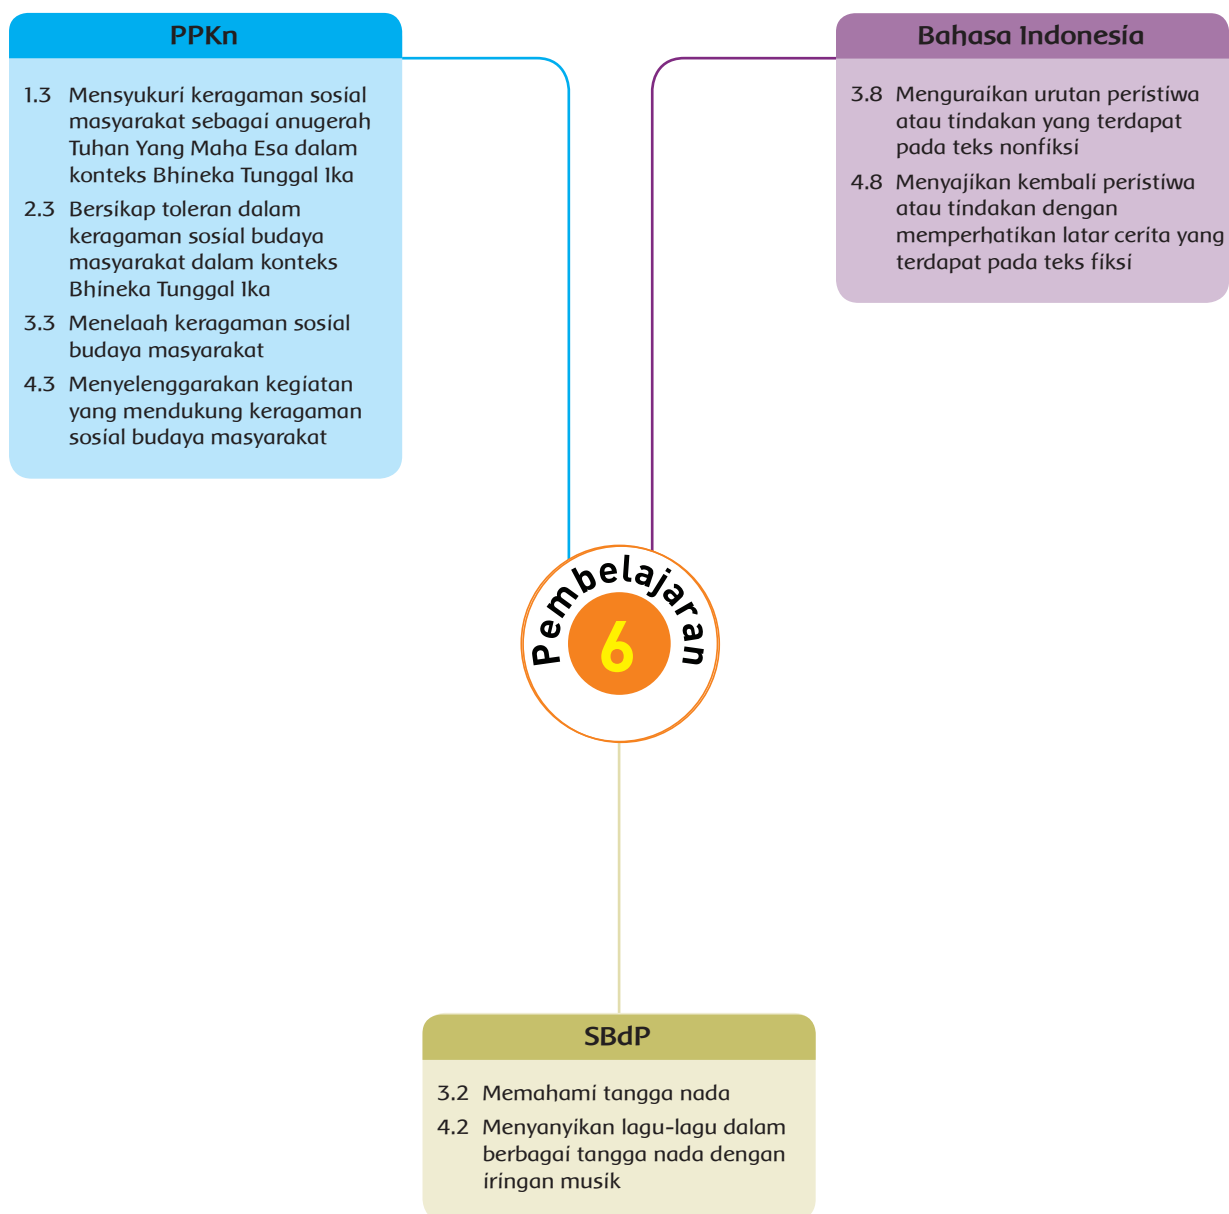 PPKn
1.3 Mensyukuri keragaman sosial
masyarakat sebagai anugerah
Tuhan Yang Maha Esa dalam
konteks Bhineka Tunggal Ika
2.3 Bersikap toleran dalam
keragaman sosial budaya
masyarakat dalam konteks
Bhineka Tunggal Ika
3.3 Menelaah keragaman sosial
budaya masyarakat
4.3 Menyelenggarakan kegiatan
yang mendukung keragaman
sosial budaya masyarakat
Bahasa Indonesia
3.8 Menguraikan urutan peristiwa
atau tindakan yang terdapat
pada teks nonfiksi
4.8 Menyajikan kembali peristiwa
atau tindakan dengan
memperhatikan latar cerita yang
terdapat pada teks fiksi
Pembelajaran
6
SBdP
3.2 Memahami tangga nada
4.2 Menyanyikan lagu-lagu dalam
berbagai tangga nada dengan
iringan musik